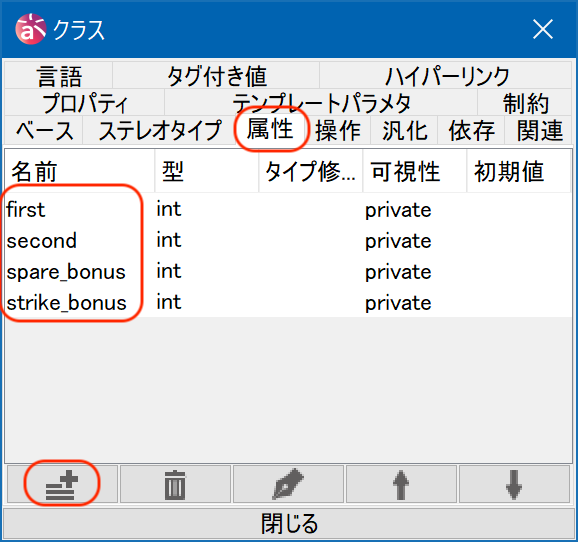 クラス
言語 タグ付き値 ハイパーリンク
プロパティ テンプレートパラメタ 制約
ベース ステレオタイプ 属性 操作 汎化 依存 関連
名前 型 タイプ修... 可視性 初期値
first int private
second int private
spare_bonus int private
strike_bonus int private
閉じる